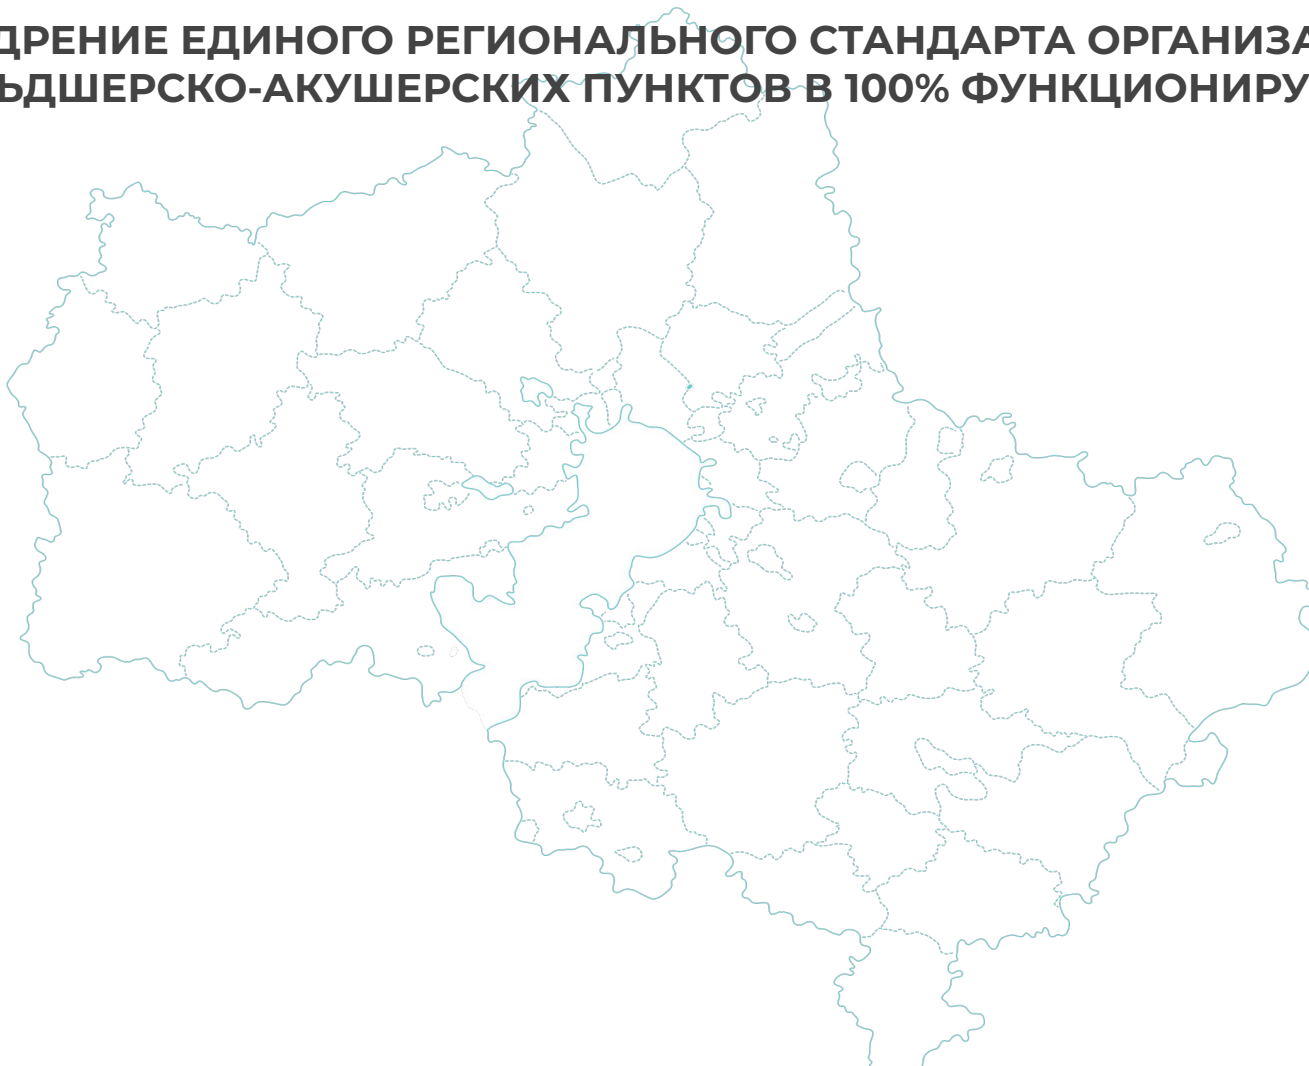 ДРЕНИЕ ЕДИНОГО РЕГИОНАЛЬНОГО СТАНДАРТА ОРГАНИЗА
ЬДШЕРСКО-АКУШЕРСКИХ ПУНКТОВ В 100% ФУНКЦИОНИРУ